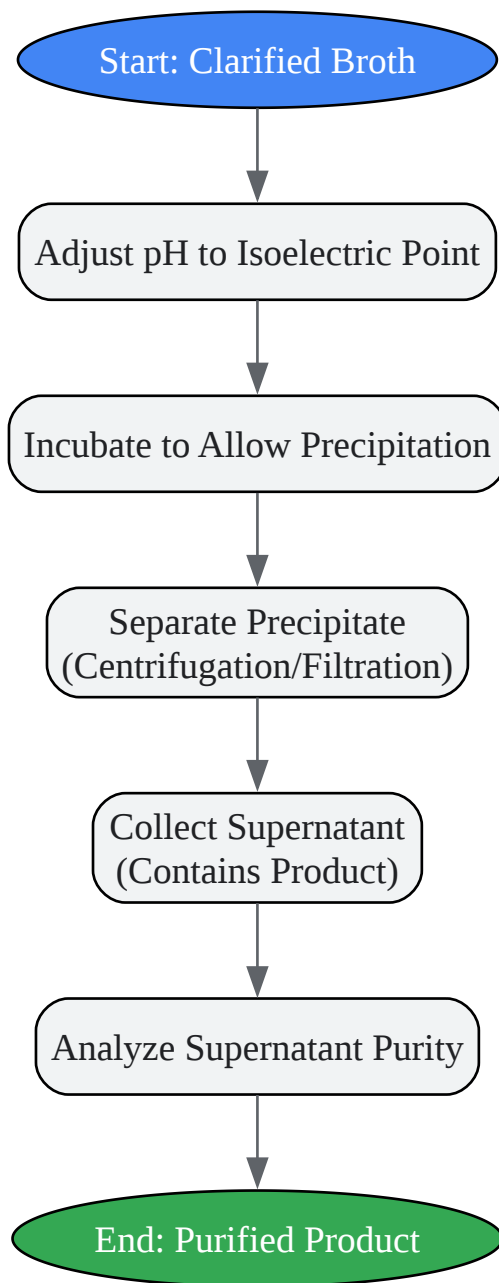 Start: Clarified Broth
Adjust pH to Isoelectric Point
Incubate to Allow Precipitation
Separate Precipitate
(Centrifugation/Filtration)
Collect Supernatant
(Contains Product)
Analyze Supernatant Purity
End: Purified Product